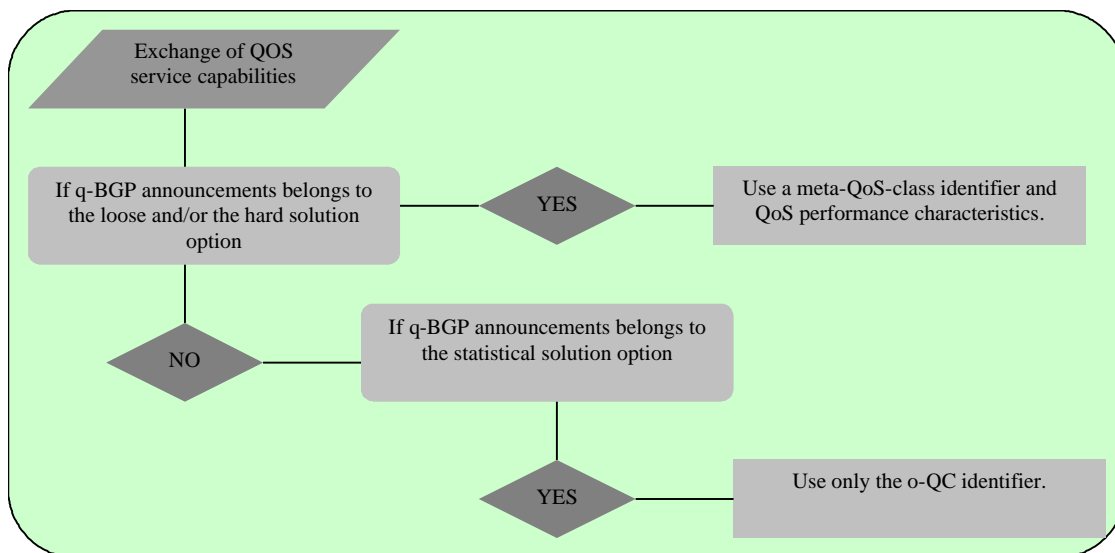 Exchange of QOS
service capabilities
If q-BGP announcements belongs to
the loose and/or the hard solution
option
YES
Use a meta-QoS-class identifier and
QoS performance characteristics.
NO
If q-BGP announcements belongs to
the statistical solution option
YES
Use only the o-QC identifier.